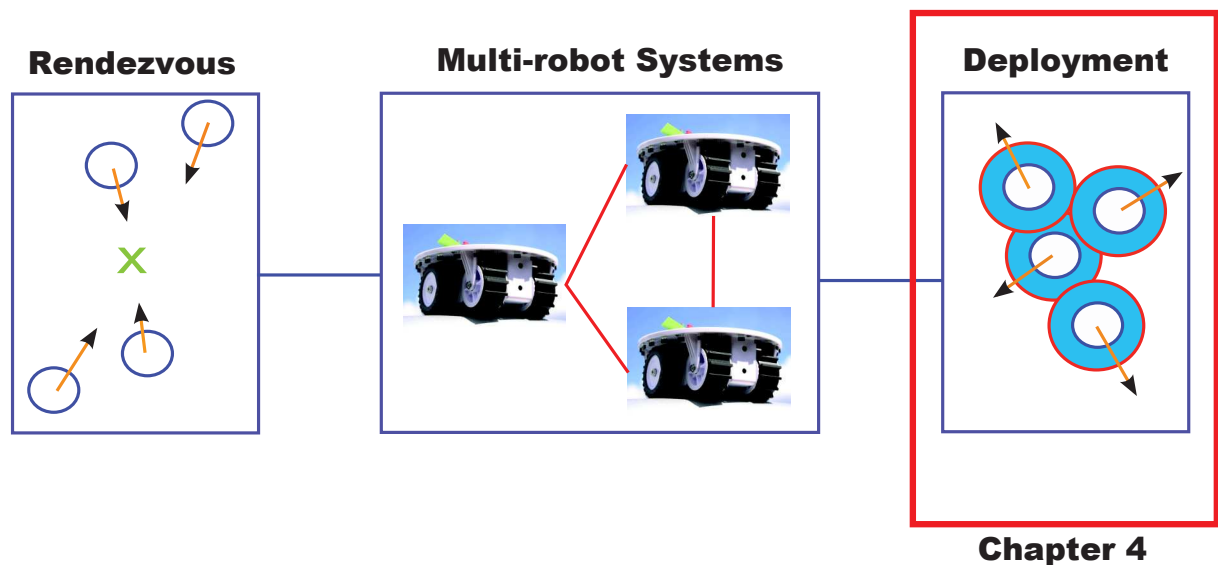 Rendezvous
Multi-robot Systems
Deployment
X
Chapter 4